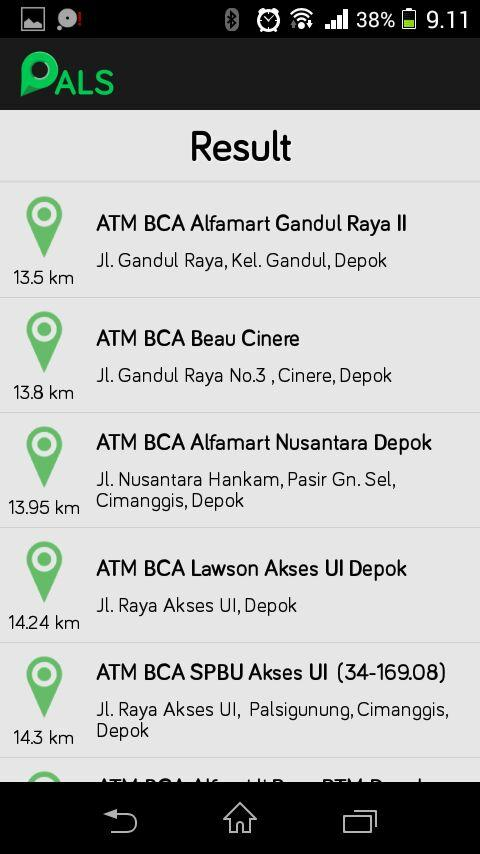 38% 9.11
PALS
Result
ATM BCA Alfamart Gandul Raya II
Jl. Gandul Raya, Kel. Gandul, Depok
13.5 km
ATM BCA Beau Cinere
Jl. Gandul Raya No.3 , Cinere, Depok
13.8 km
ATM BCA Alfamart Nusantara Depok
Jl. Nusantara Hankam, Pasir Gn. Sel,
Cimanggis, Depok
13.95 km
ATM BCA Lawson Akses UI Depok
Jl. Raya Akses UI, Depok
14.24 km
ATM BCA SPBU Akses UI (34-169.08)
Jl. Raya Akses UI, Palsigunung, Cimanggis,
Depok
14.3 km
ATM BCA